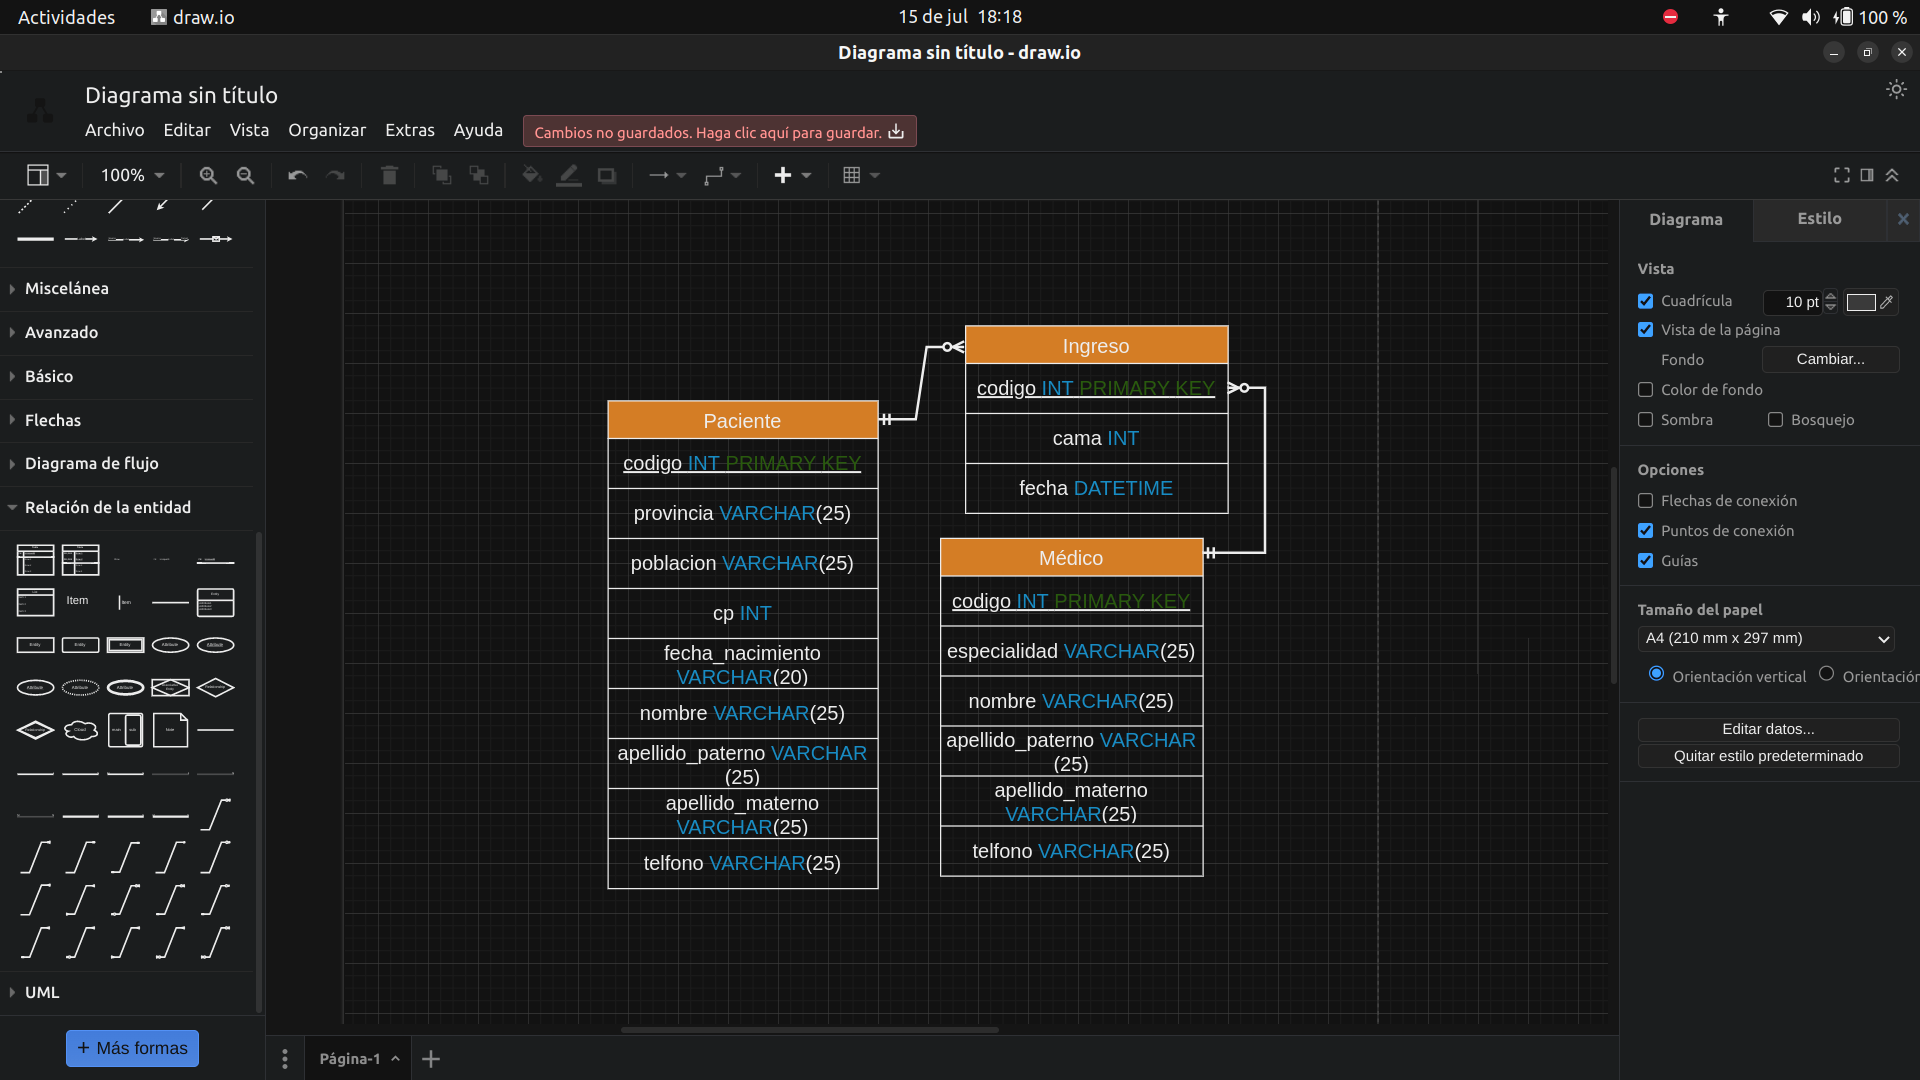 Actividades
draw.io
15 de jul 18:18
100 %
Diagrama sin título - draw.io
Diagrama sin título
Archivo Editar Vista Organizar Extras Ayuda
Cambios no guardados. Haga clic aquí para guardar.
100%
Misceláneа
Avanzado
Básico
Flechas
Diagrama de flujo
Relación de la entidad
Item
UML
+ Más formas
Ingreso
codigo INT PRIMARY KEY
cama INT
fecha DATETIME
Paciente
codigo INT PRIMARY KEY
provincia VARCHAR(25)
poblacion VARCHAR(25)
cp INT
fecha_nacimiento
VARCHAR(20)
nombre VARCHAR(25)
apellido_paterno VARCHAR
(25)
apellido_materno
VARCHAR(25)
telfono VARCHAR(25)
Médico
codigo INT PRIMARY KEY
especialidad VARCHAR(25)
nombre VARCHAR(25)
apellido_paterno VARCHAR
(25)
apellido_materno
VARCHAR(25)
telfono VARCHAR(25)
Página-1
Diagrama
Estilo
Vista
Cuadrícula
10 pt
Vista de la página
Fondo
Cambiar...
Color de fondo
Sombra
Bosquejo
Opciones
Flechas de conexión
Puntos de conexión
Guías
Tamaño del papel
A4 (210 mm x 297 mm)
Orientación vertical
Orientación
Editar datos...
Quitar estilo predeterminado